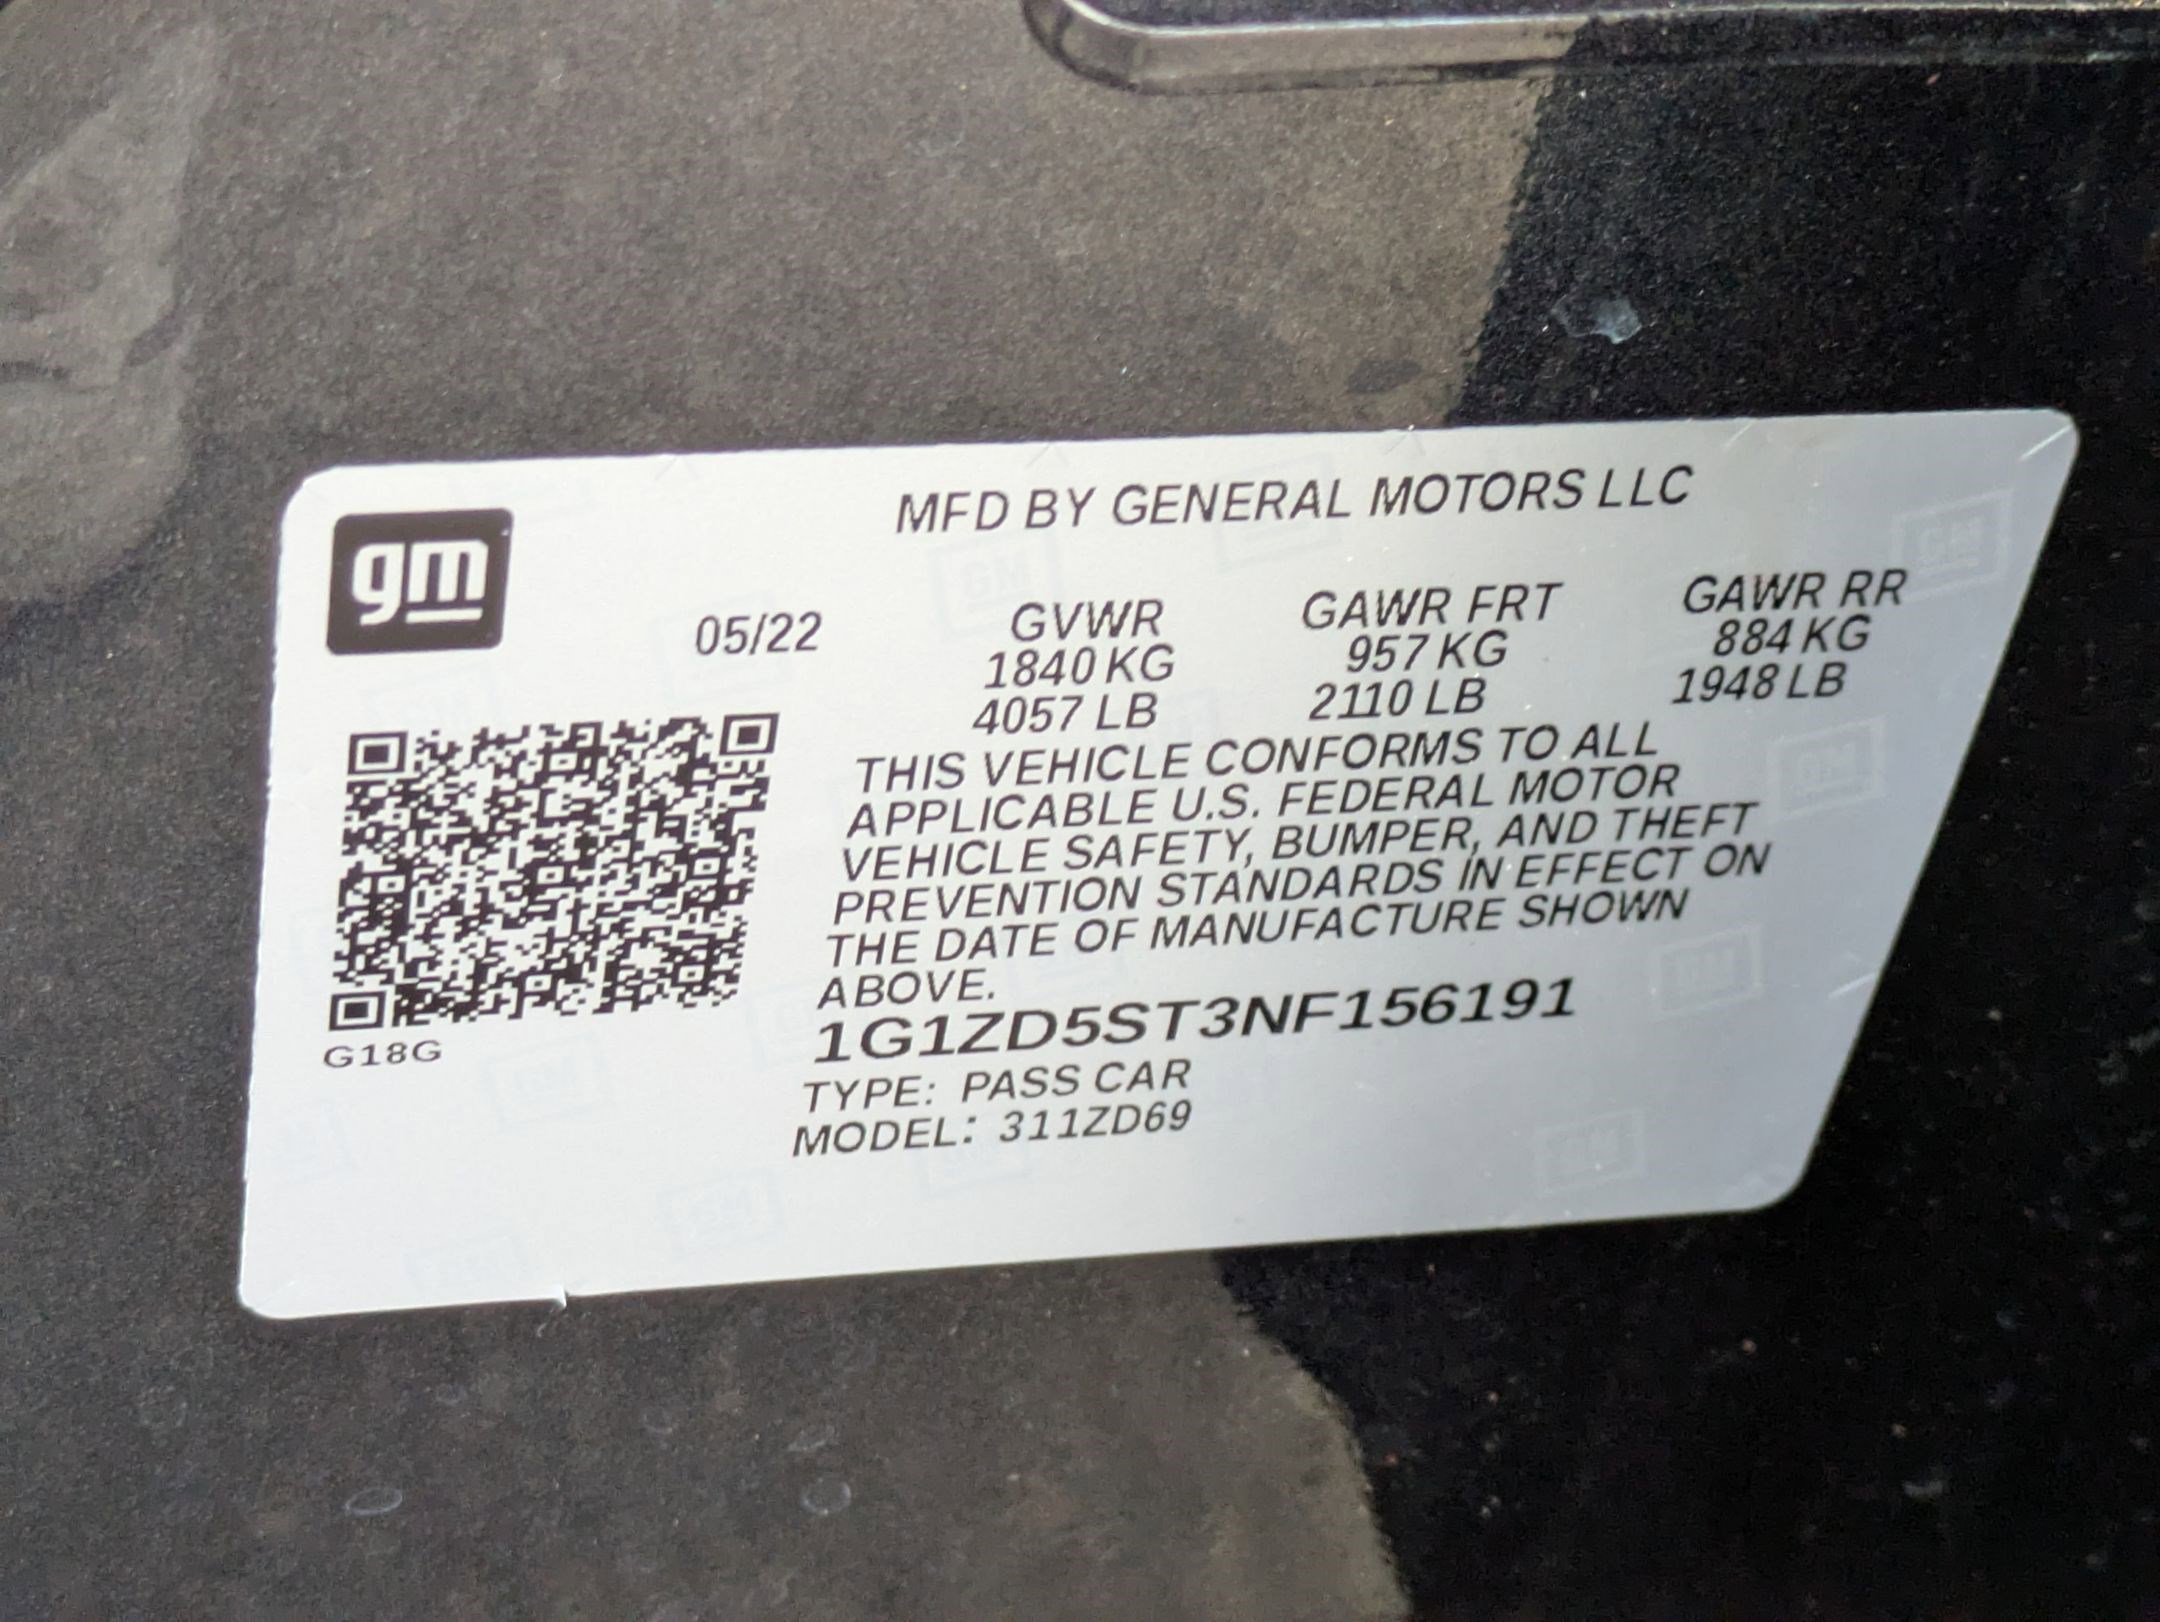 gm
MFD BY GENERAL MOTORS LLC
05/22
GVWR GAWR FRT GAWR RR
1840 KG 957 KG 884 KG
4057 LB 2110 LB 1948 LB
THIS VEHICLE CONFORMS TO ALL
APPLICABLE U.S. FEDERAL MOTOR
VEHICLE SAFETY, BUMPER, AND THEFT
PREVENTION STANDARDS IN EFFECT ON
THE DATE OF MANUFACTURE SHOWN
ABOVE.
1G1ZD5ST3NF156191
TYPE: PASS CAR
MODEL: 311ZD69
G18G